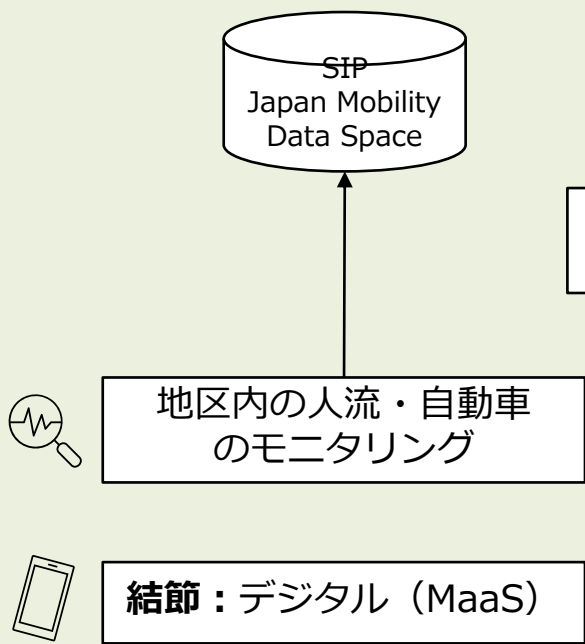 SIP
Japan Mobility
Data Space
地区内の人流・自動車
のモニタリング
結節：デジタル（MaaS）